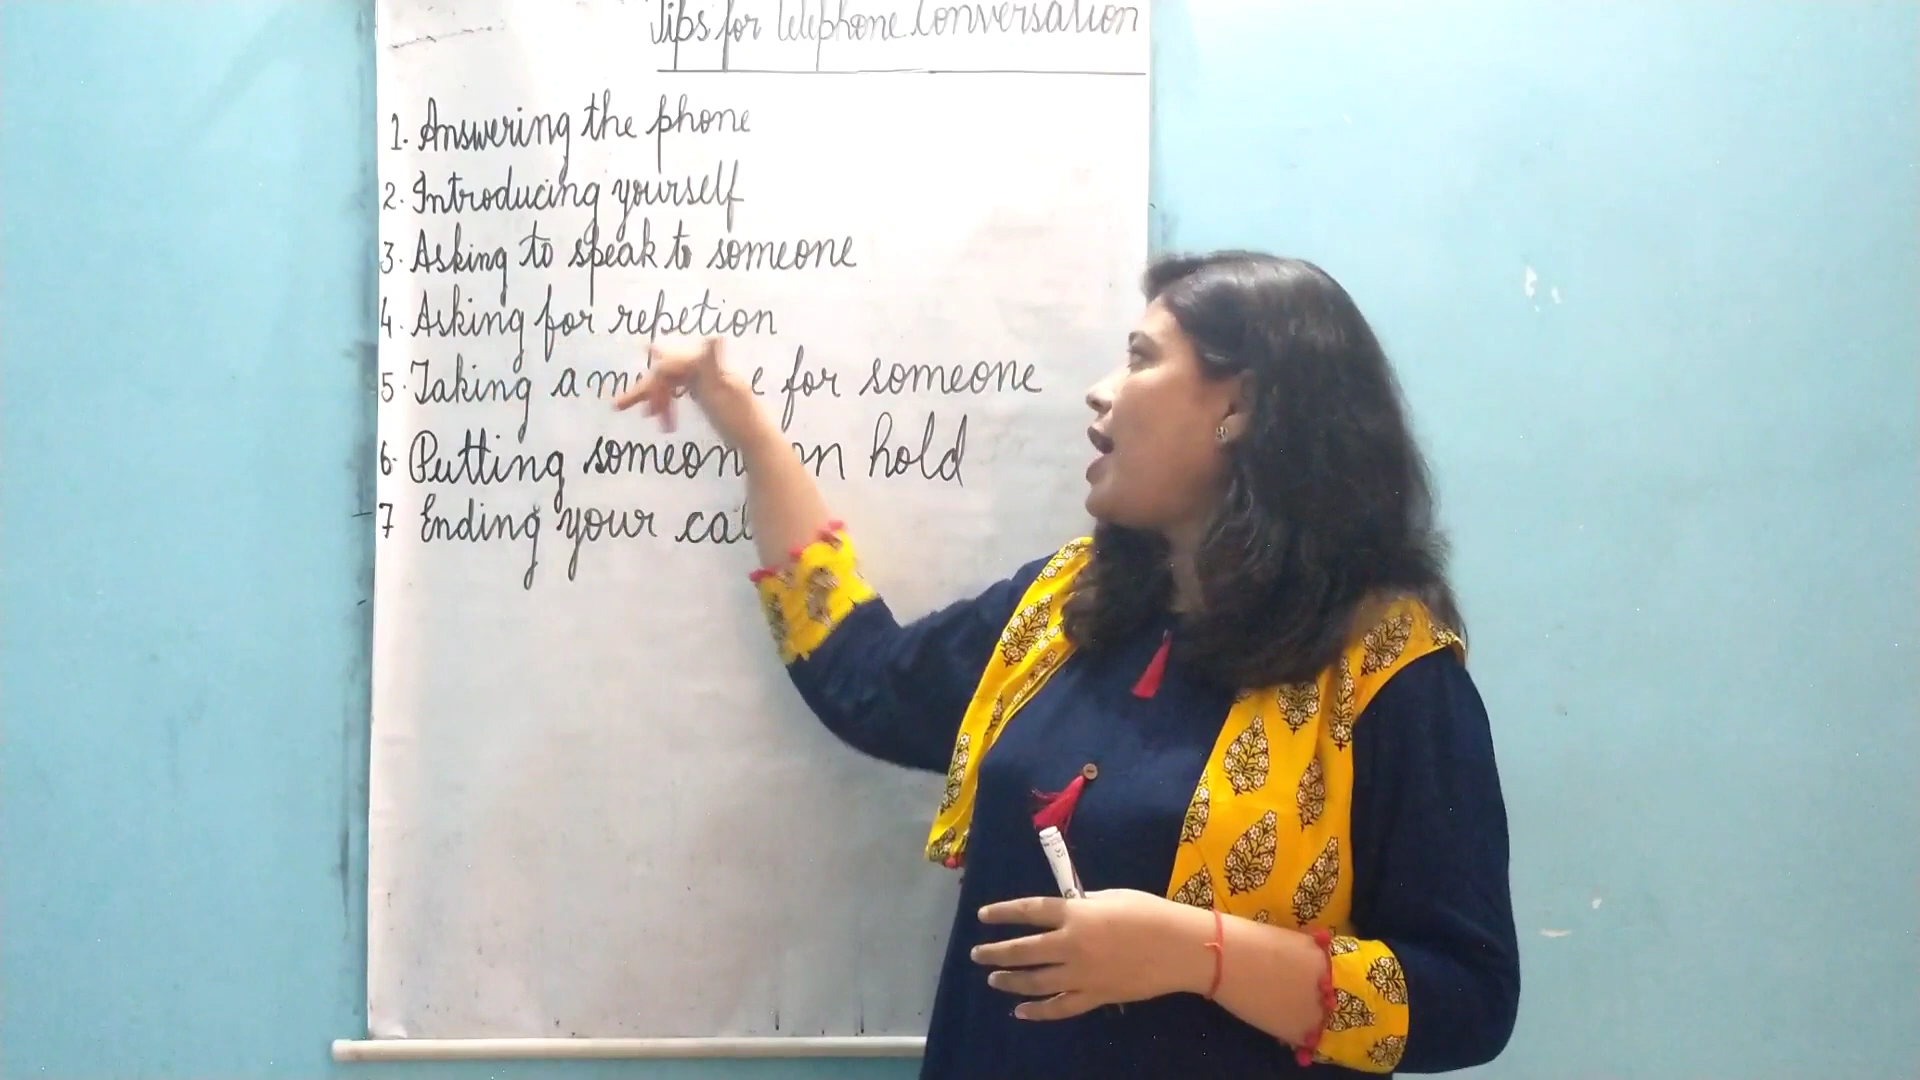 Tips for Telephone Conversation
1. Answering the phone
2. Introducing yourself
3. Asking to speak to someone
4. Asking for repetion
5. Taking a for someone
6. Putting someone on hold
7 Ending your